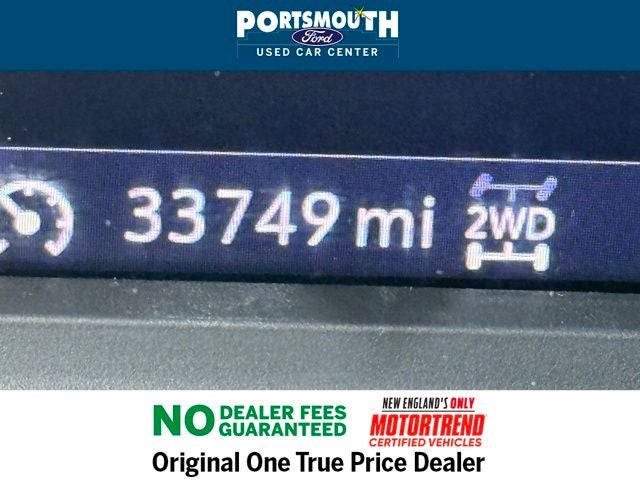 PORTSMOUTH
Ford
USED CAR CENTER
33749 mi 2WD
NO DEALER FEES GUARANTEED
NEW ENGLAND'S ONLY
MOTORTREND
CERTIFIED VEHICLES
Original One True Price Dealer